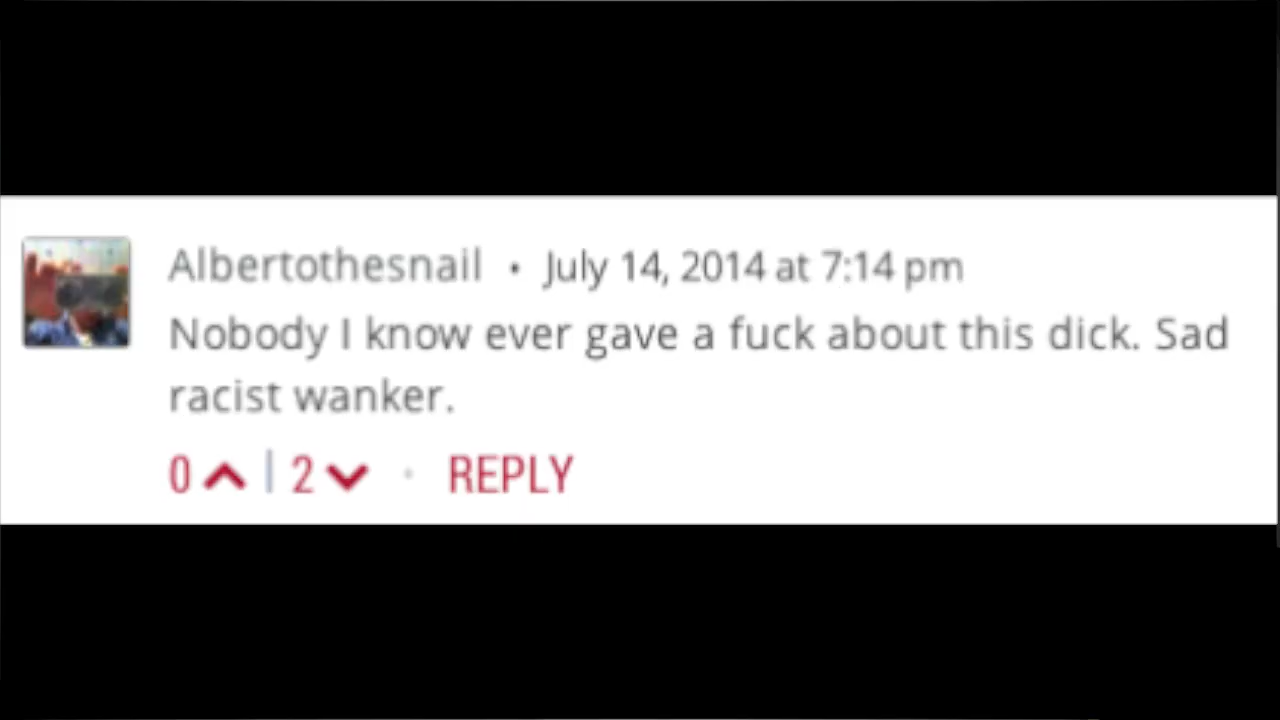 Albertothesnail • July 14, 2014 at 7:14 pm
Nobody I know ever gave a fuck about this dick. Sad
racist wanker.
0 | 2 · REPLY